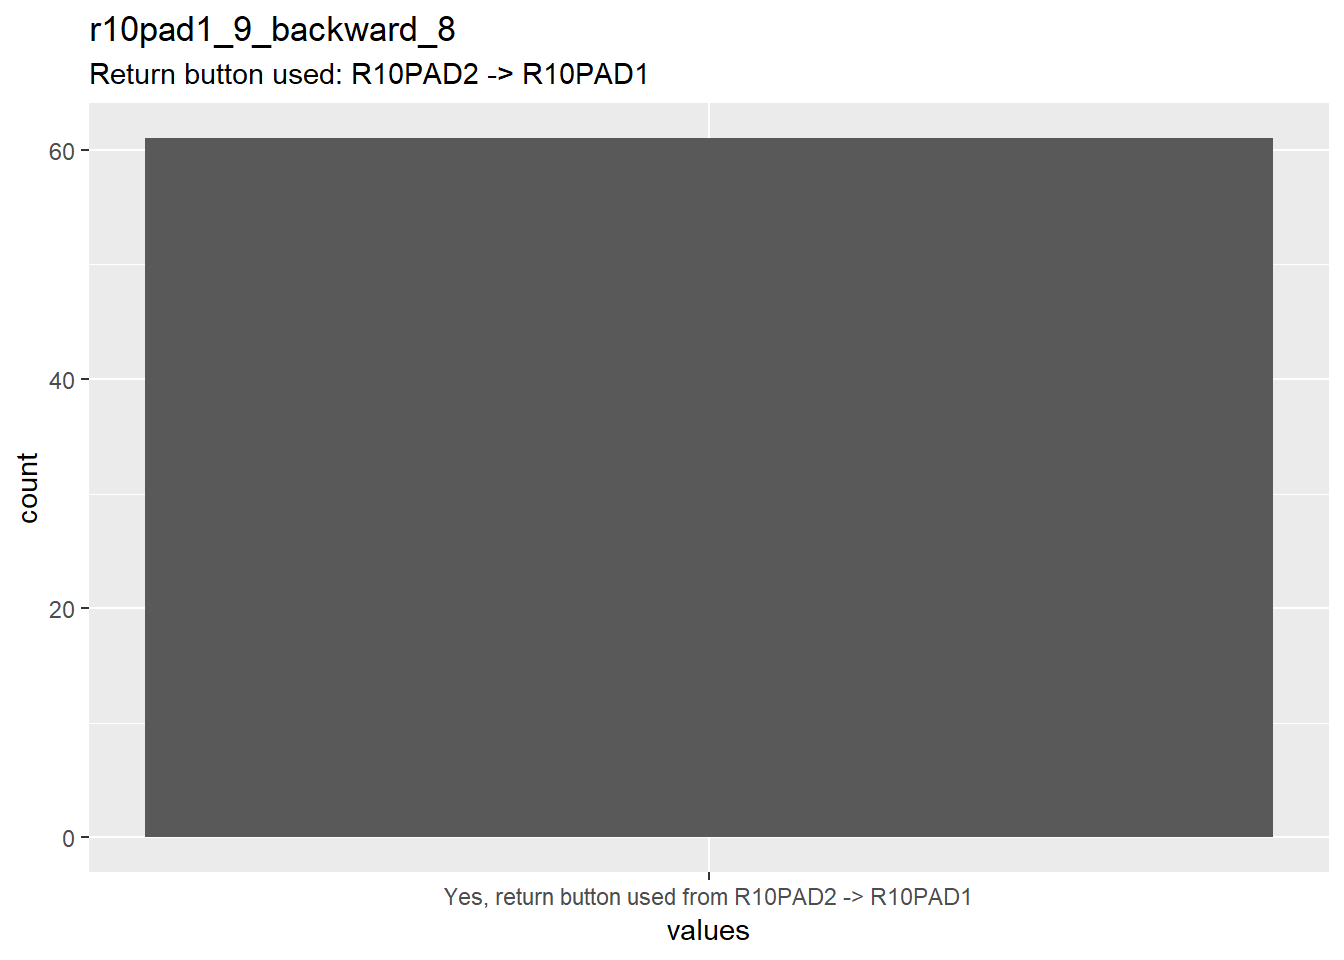 r10pad1_9_backward_8
Return button used: R10PAD2 -> R10PAD1
60
40
20
0
count
Yes, return button used from R10PAD2 -> R10PAD1
values